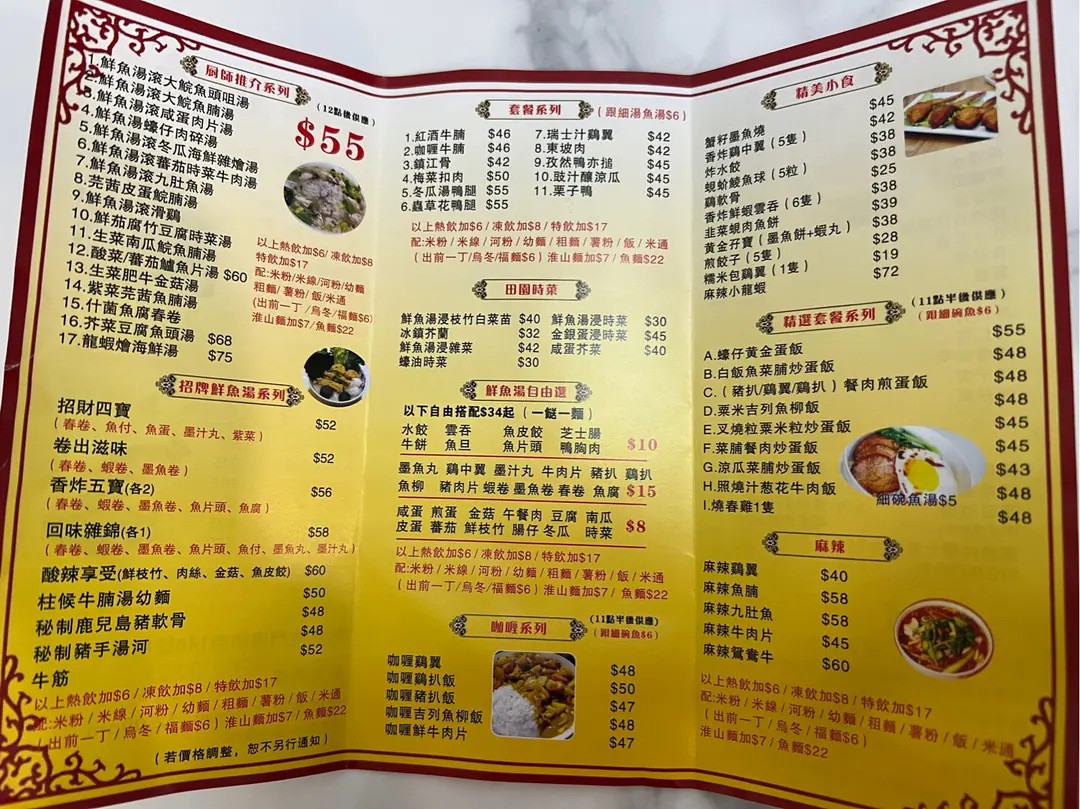 廚師推介系列
(12點後供應)
$55
1.鮮魚湯滾大鯇魚頭咀湯
2.鮮魚湯滾大鯇魚腩湯
3.鮮魚湯滾咸蛋肉片湯
4.鮮魚湯蠔仔肉碎湯
5.鮮魚湯滾冬瓜海鮮雜燴湯
6.鮮魚湯滾蕃茄時菜牛肉湯
7.鮮魚湯滾九肚魚湯
8.芫茜皮蛋鯇腩湯
9.鮮魚湯滾滑鷄
10.鮮茄腐竹豆腐時菜湯
11.生菜南瓜鯇魚腩湯
12.酸菜/蕃茄鱸魚片湯 $60
13.生菜肥牛金菇湯
14.紫菜芫茜魚腩湯
15.什菌魚腐春卷
16.芥菜豆腐魚頭湯 $68
17.龍蝦燴海鮮湯 $75
以上熱飲加$6/凍飲加$8
特飲加$17
配:米粉/米線/河粉/幼麵
粗麵/薯粉/飯/米通
(出前一丁/烏冬/福麵$6)
淮山麵加$7/魚麵$22
招牌鮮魚湯系列
招財四寶 $52
(春卷、魚付、魚蛋、墨汁丸、紫菜)
卷出滋味 $52
(春卷、蝦卷、墨魚卷)
香炸五寶(各2) $56
(春卷、蝦卷、墨魚卷、魚片頭、魚腐)
回味雜錦(各1) $58
(春卷、蝦卷、墨魚卷、魚片頭、魚付、墨魚丸、墨汁丸)
酸辣享受(鮮枝竹、肉絲、金菇、魚皮餃) $60
柱候牛腩湯幼麵 $50
秘制鹿兒島豬軟骨 $48
秘制豬手湯河 $48
牛筋 $52
以上熱飲加$6/凍飲加$8/特飲加$17
配:米粉/米線/河粉/幼麵/粗麵/薯粉/飯/米通
(出前一丁/烏冬/福麵$6)淮山麵加$7/魚麵$22
(若價格調整，恕不另行通知)
套餐系列 (跟細湯魚湯$6)
1.紅酒牛腩 $46 7.瑞士汁鷄翼 $42
2.咖喱牛腩 $46 8.東坡肉 $42
3.鎮江骨 $42 9.孜然鴨亦搥 $45
4.梅菜扣肉 $50 10.豉汁釀涼瓜 $45
5.冬瓜湯鴨腿 $55 11.栗子鴨 $45
6.蟲草花鴨腿 $55
以上熱飲加$6/凍飲加$8/特飲加$17
配:米粉/米線/河粉/幼麵/粗麵/薯粉/飯/米通
(出前一丁/烏冬/福麵$6)淮山麵加$7/魚麵$22
田園時菜
鮮魚湯浸枝竹白菜苗 $40 鮮魚湯浸時菜 $30
冰鎮芥蘭 $32 金銀蛋浸時菜 $45
鮮魚湯浸雜菜 $42 咸蛋芥菜 $40
蠔油時菜 $30
鮮魚湯自由選
以下自由搭配$34起 (一餸一麵)
水餃 雲吞 魚皮餃 芝士腸
牛餅 魚旦 魚片頭 鴨胸肉 $10
墨魚丸 鷄中翼 墨汁丸 牛肉片 豬扒 鷄扒
魚柳 豬肉片 蝦卷 墨魚卷 春卷 魚腐 $15
咸蛋 煎蛋 金菇 午餐肉 豆腐 南瓜
皮蛋 蕃茄 鮮枝竹 腸仔 冬瓜 時菜 $8
以上熱飲加$6/凍飲加$8/特飲加$17
配:米粉/米線/河粉/幼麵/粗麵/薯粉/飯/米通
(出前一丁/烏冬/福麵$6)淮山麵加$7/魚麵$22
咖喱系列
(11點半後供應)
(跟細碗魚$6)
咖喱鷄翼 $48
咖喱鷄扒飯 $50
咖喱豬扒飯 $47
咖喱吉列魚柳飯 $48
咖喱鮮牛肉片 $47
精美小食
蟹籽墨魚燒 $45
香炸鷄中翼(5隻) $42
炸水餃 $38
蜆蚧鯪魚球(5粒) $38
鷄軟骨 $25
香炸鮮蝦雲吞(6隻) $38
韭菜蜆肉魚餅 $39
黃金孖寶(墨魚餅+蝦丸) $38
煎餃子(5隻) $28
糯米包鷄翼(1隻) $19
麻辣小龍蝦 $72
精選套餐系列
(11點半後供應)
(跟細碗魚$6)
A.蠔仔黃金蛋飯 $55
B.白飯魚菜脯炒蛋飯 $48
C.(豬扒/鷄翼/鷄扒)餐肉煎蛋飯 $48
D.粟米吉列魚柳飯 $48
E.叉燒粒粟米粒炒蛋飯 $45
F.菜脯餐肉炒蛋飯 $45
G.涼瓜菜脯炒蛋飯 $43
H.照燒汁葱花牛肉飯 $45
I.燒春雞1隻 $48
細碗魚湯$5
麻辣
麻辣鷄翼 $40
麻辣魚腩 $58
麻辣九肚魚 $58
麻辣牛肉片 $45
麻辣鴛鴦牛 $60
以上熱飲加$6/凍飲加$8/特飲加$17
配:米粉/米線/河粉/幼麵/粗麵/薯粉/飯/米通
(出前一丁/烏冬/福麵$6)
淮山麵加$7/魚麵$22